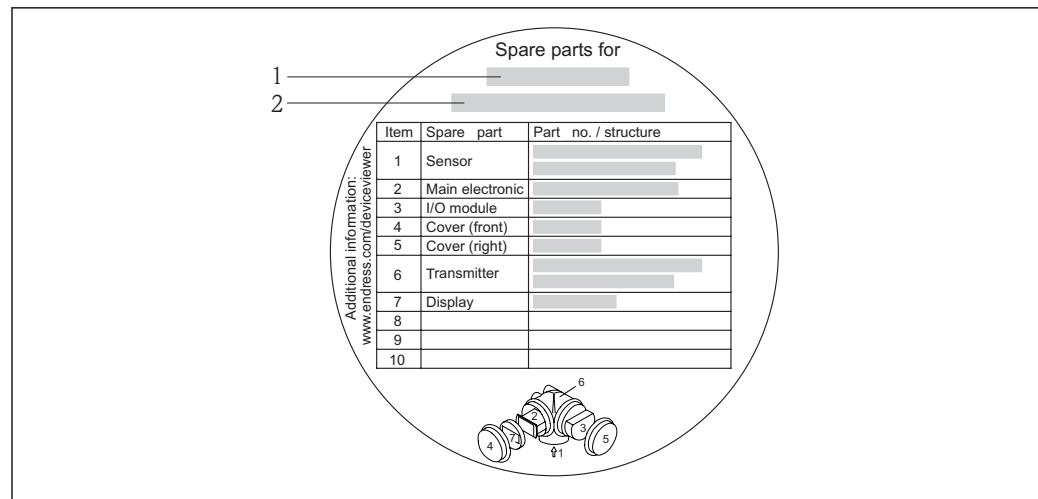 Spare parts for
1
2
Item Spare part Part no. / structure
1 Sensor
2 Main electronic
3 I/O module
4 Cover (front)
5 Cover (right)
6 Transmitter
7 Display
8
9
10
Additional information:
www.endress.com/deviceviewer
6
2
3
7
4
5
1